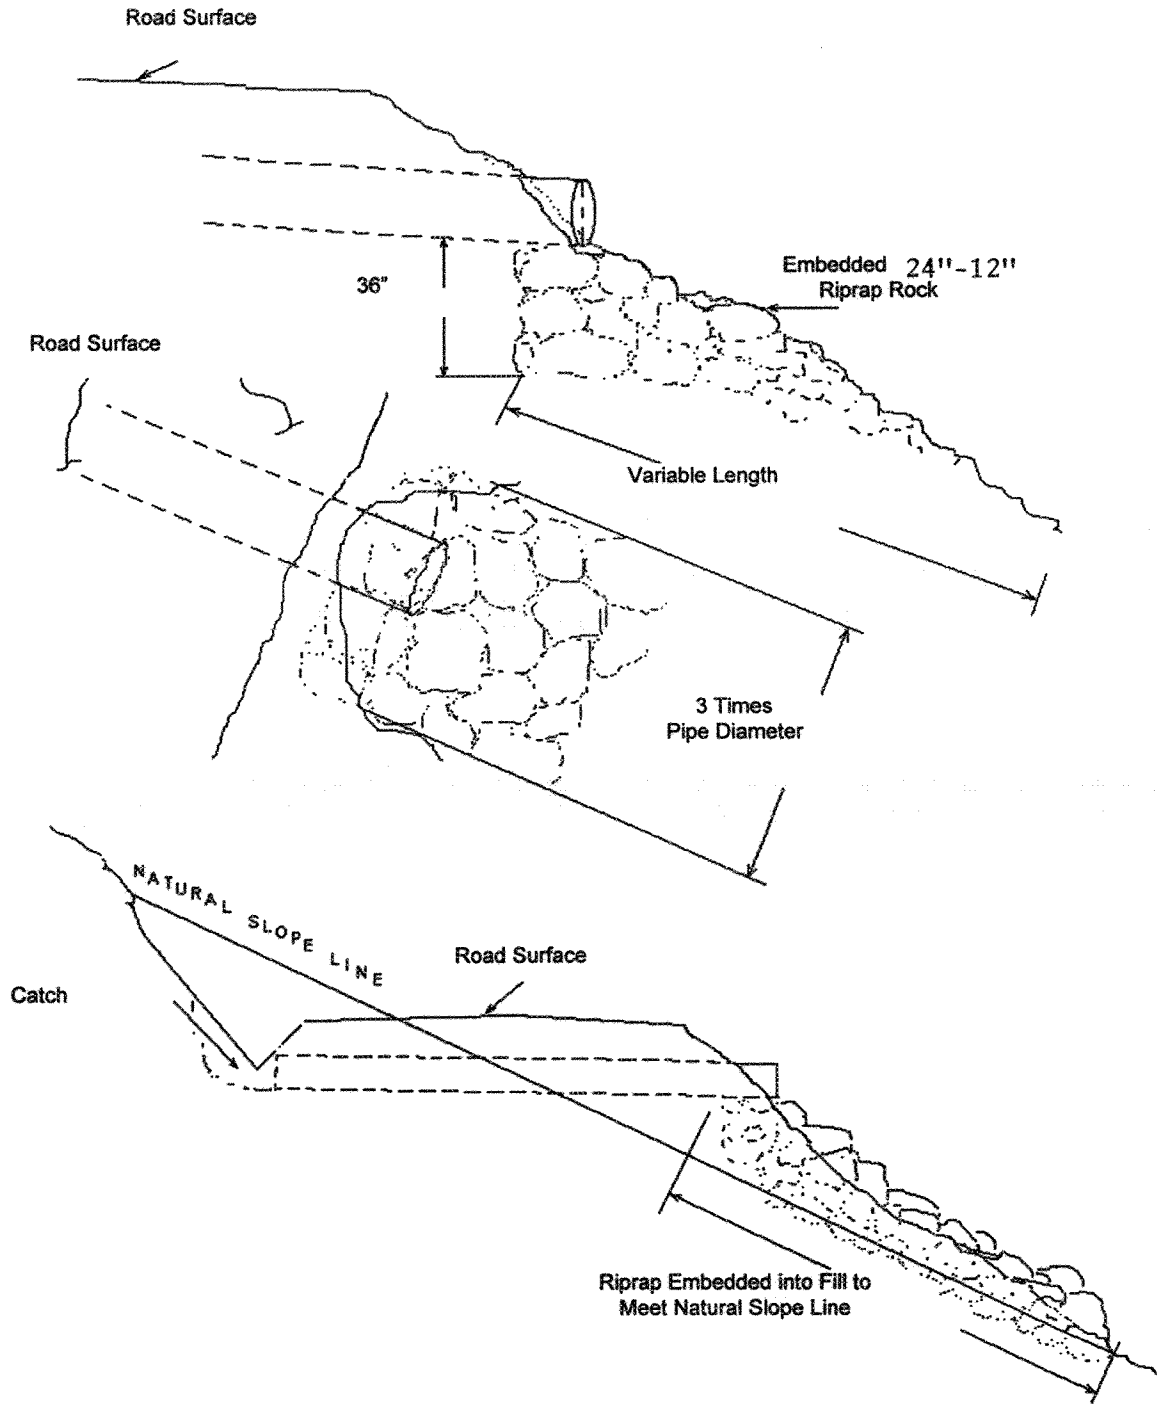 Road Surface
Embedded 24"-12"
Riprap Rock
36"
Road Surface
Variable Length
3 Times
Pipe Diameter
NATURAL SLOPE LINE
Road Surface
Catch
Riprap Embedded into Fill to
Meet Natural Slope Line